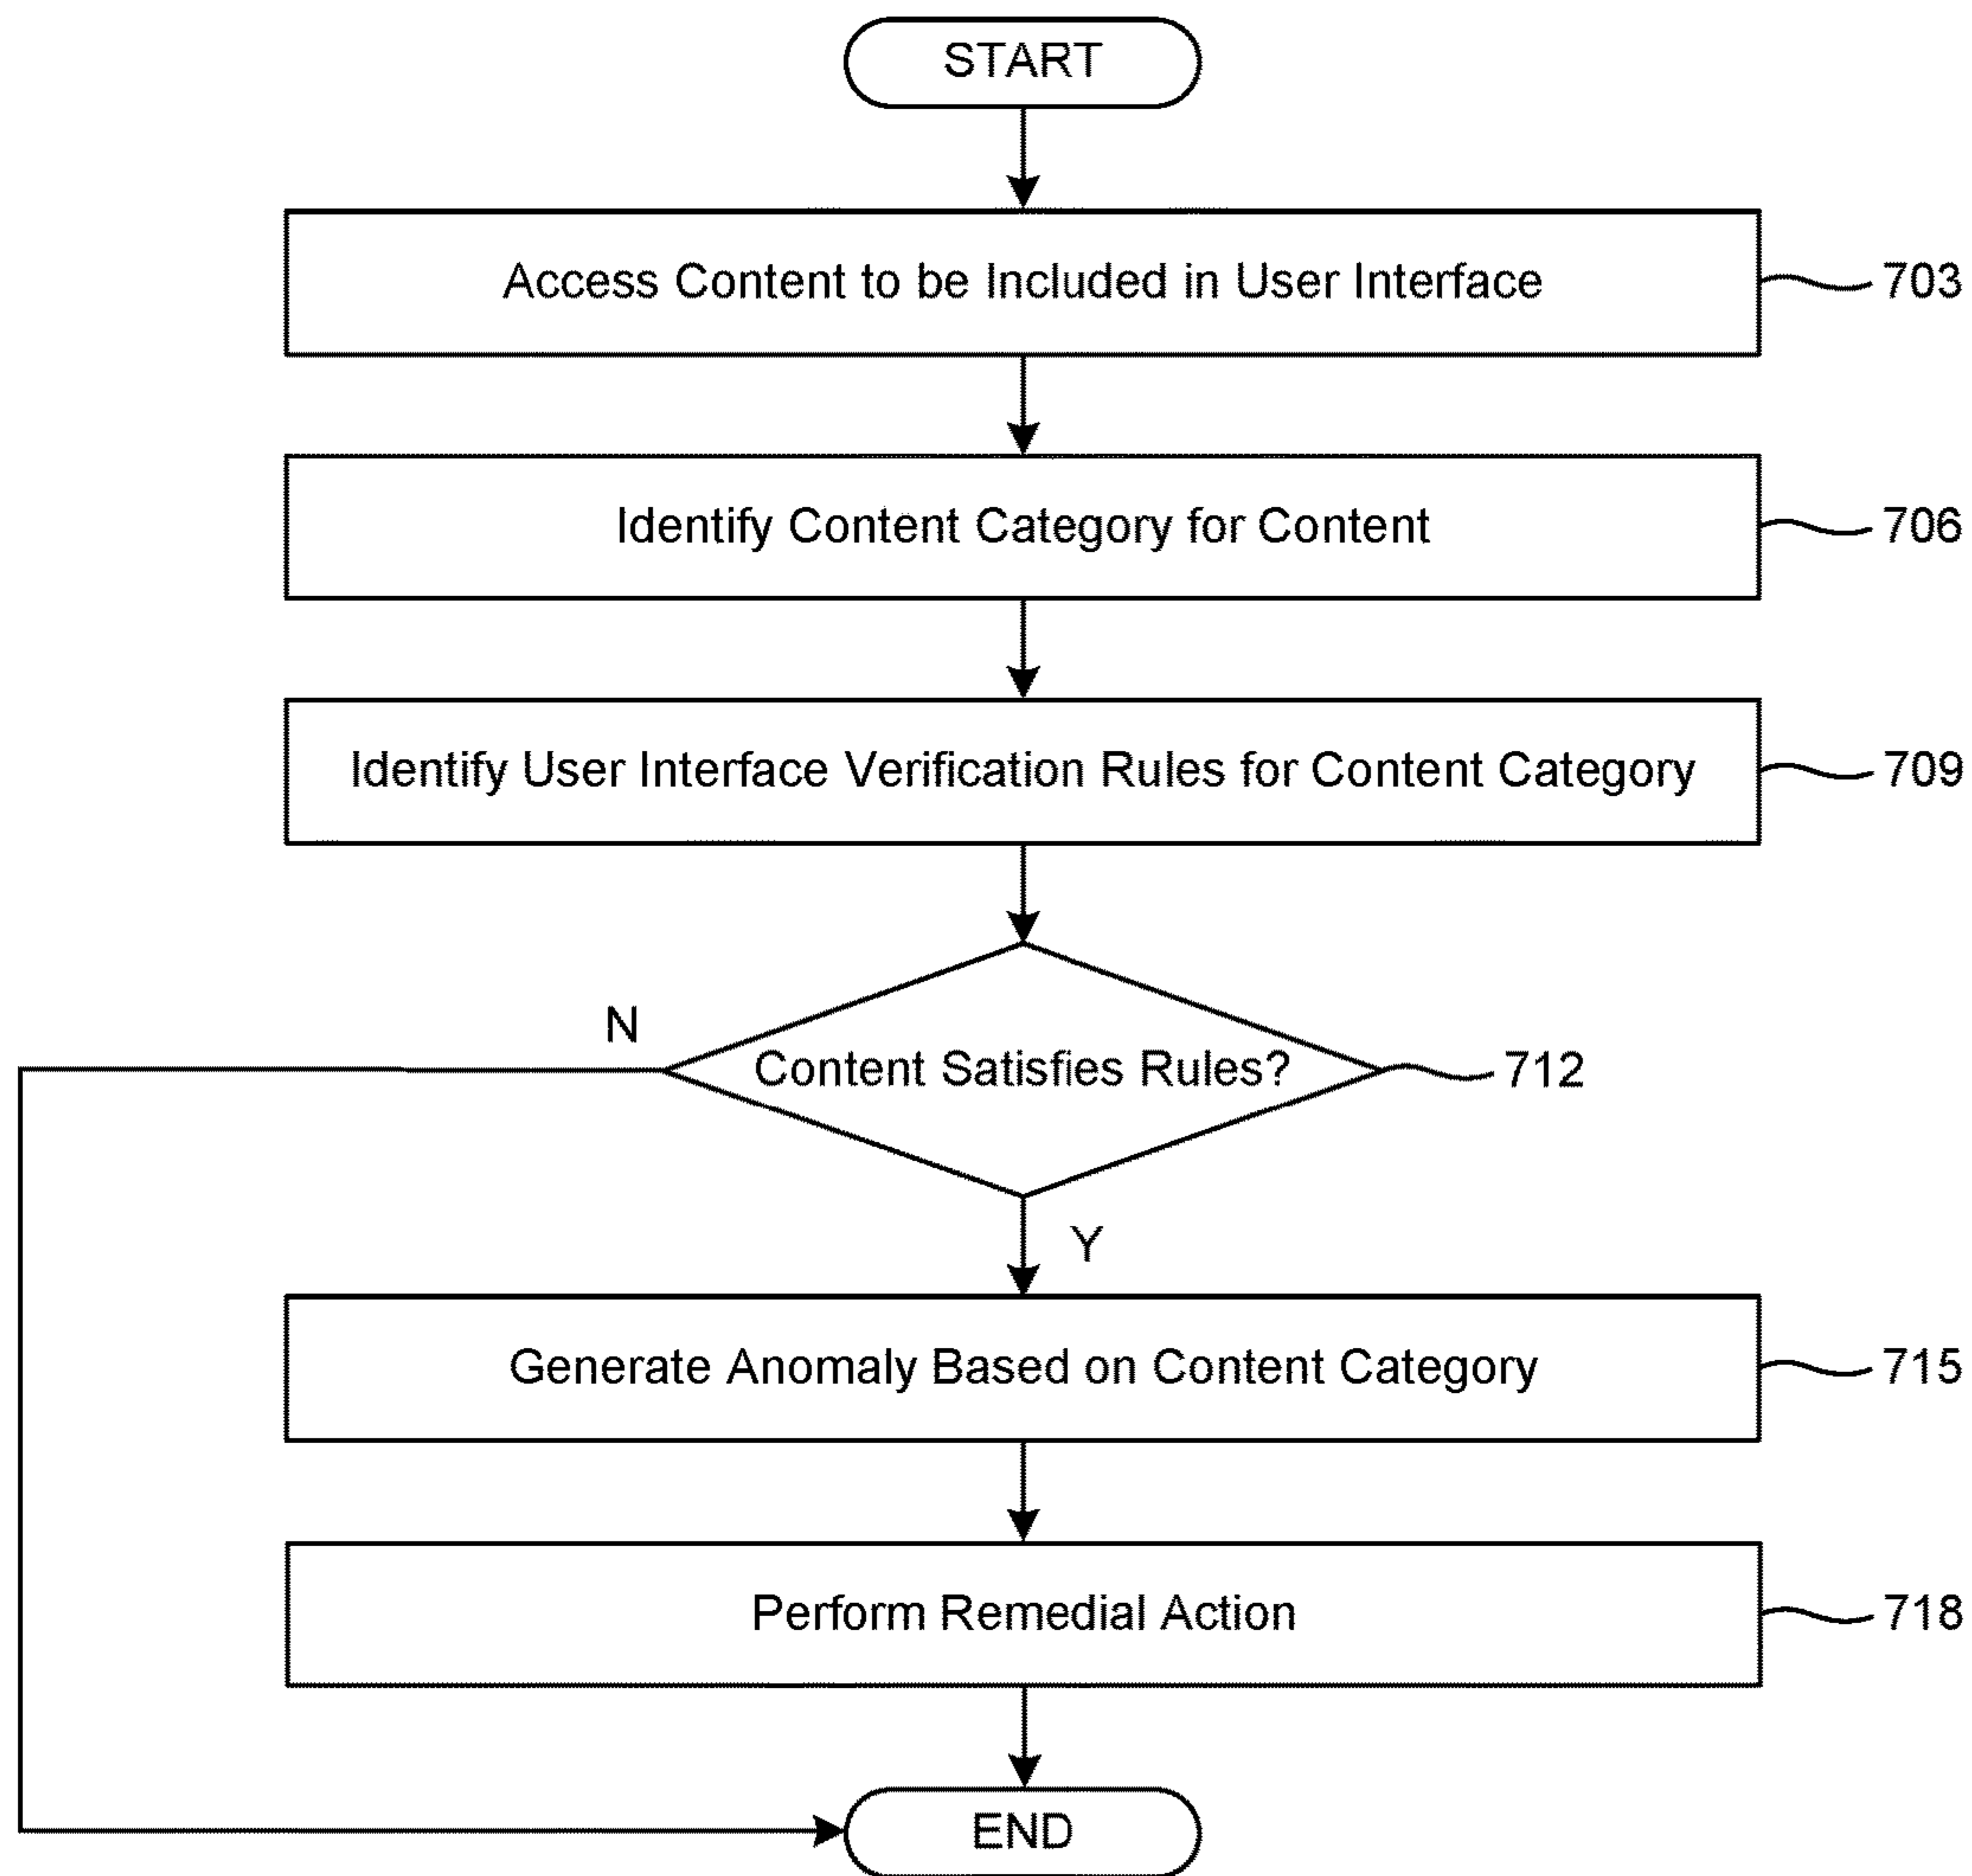 START
Access Content to be Included in User Interface
703
Identify Content Category for Content
706
Identify User Interface Verification Rules for Content Category
709
N
Content Satisfies Rules?
712
Y
Generate Anomaly Based on Content Category
715
Perform Remedial Action
718
END